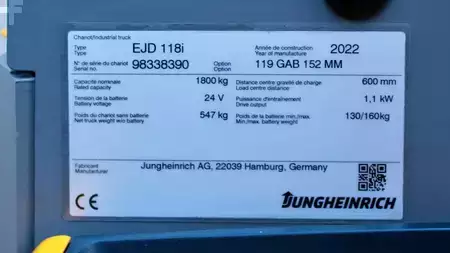 Chariot/Industrial truck
Type EJD 118i Année de construction 2022
Type Year of construction
N° de série du chariot 98338390 119 GAB 152 MM
Serial no.
Capacité nominale 1800 kg Distance centre gravité de charge 600 mm
Rated capacity Load centre distance
Tension de la batterie 24 V Puissance d'entraînement 1,1 kW
Battery voltage Drive output
Poids du chariot sans batterie 547 kg Poids de la batterie min./max. 130/160kg
Net truck weight w/o battery Min./max. battery weight
Fabricant Jungheinrich AG, 22039 Hamburg, Germany
Manufacturer
CE JUNGHEINRICH